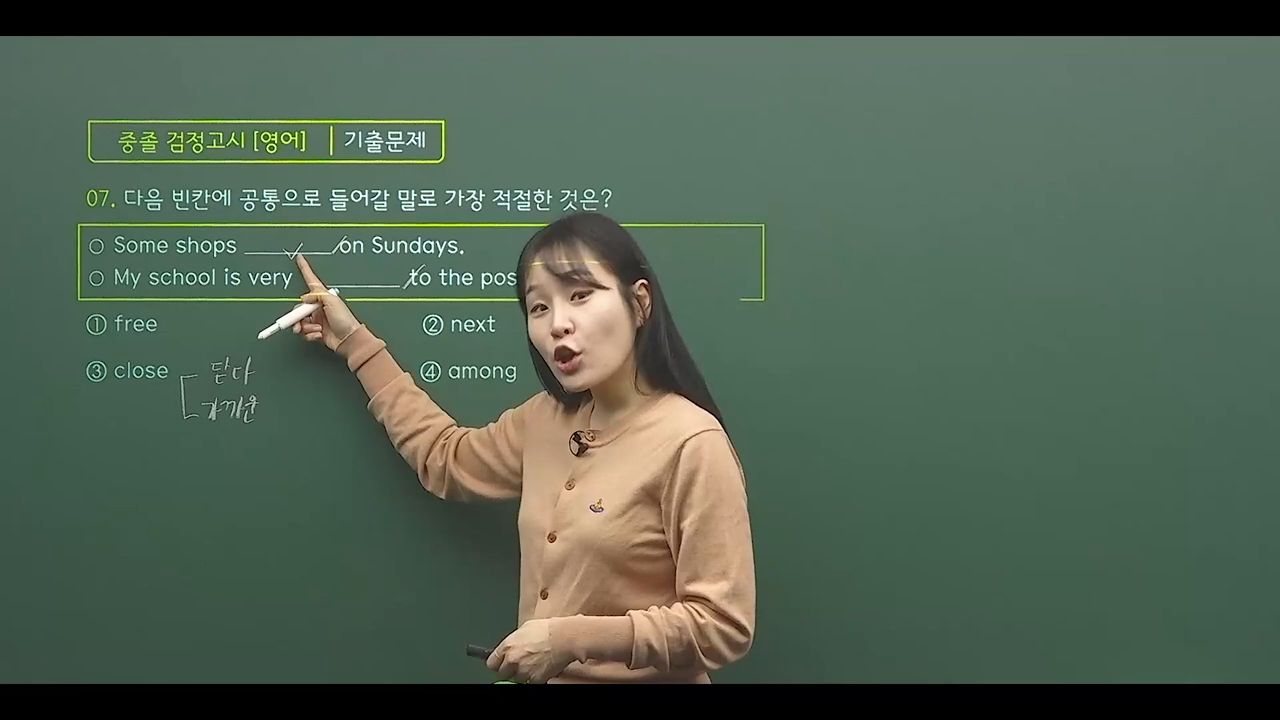 중졸 검정고시 [영어] 기출문제
07. 다음 빈칸에 공통으로 들어갈 말로 가장 적절한 것은?
○ Some shops ________ on Sundays.
○ My school is very ________ to the pos
① free ② next
③ close ④ among
닫다
가까운